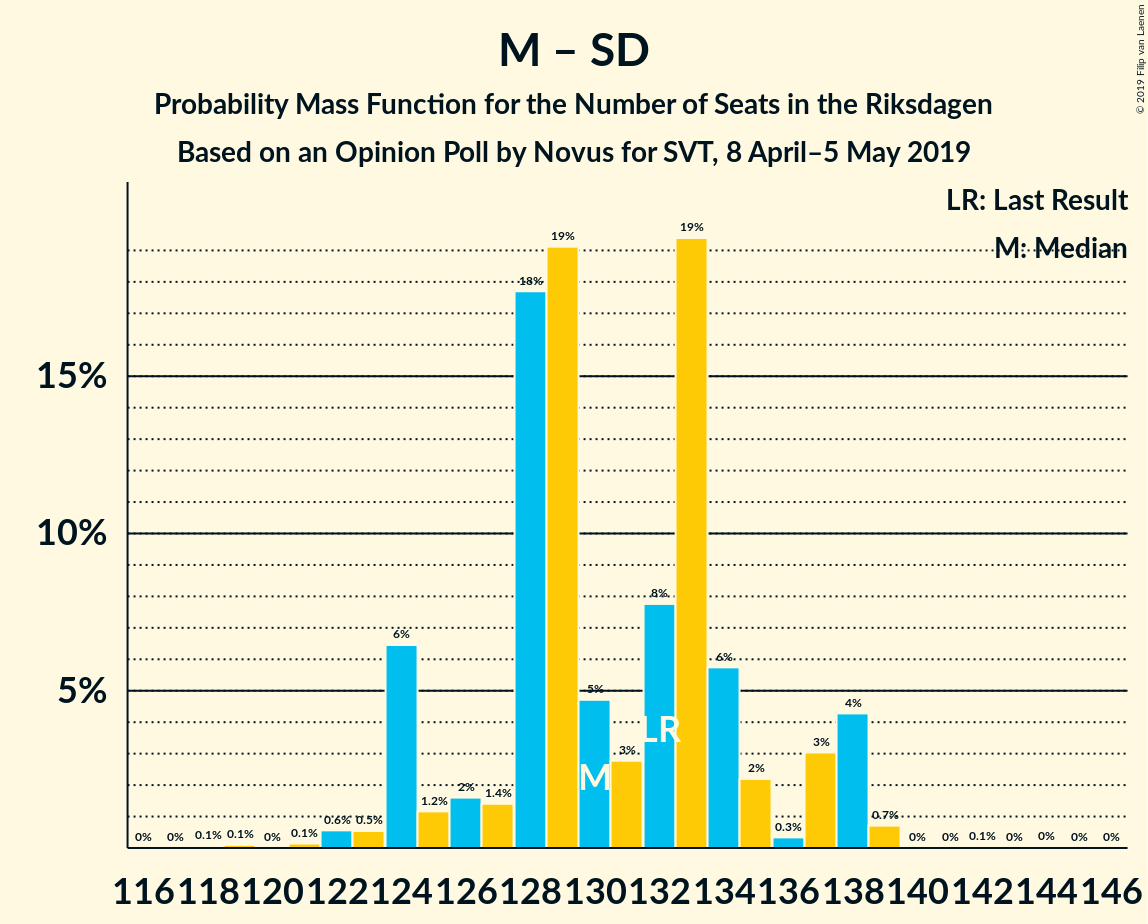 M – SD
Probability Mass Function for the Number of Seats in the Riksdagen
Based on an Opinion Poll by Novus for SVT, 8 April–5 May 2019
© 2019 Filip van Laenen
LR: Last Result
M: Median
15%
10%
5%
0% 0% 0.1% 0.1% 0% 0.1% 0.6% 0.5% 6% 1.2% 2% 1.4% 18% 19% 5% 3% 8% 19% 6% 2% 0.3% 3% 4% 0.7% 0% 0% 0.1% 0% 0% 0% 0%
LR
M
116 118 120 122 124 126 128 130 132 134 136 138 140 142 144 146